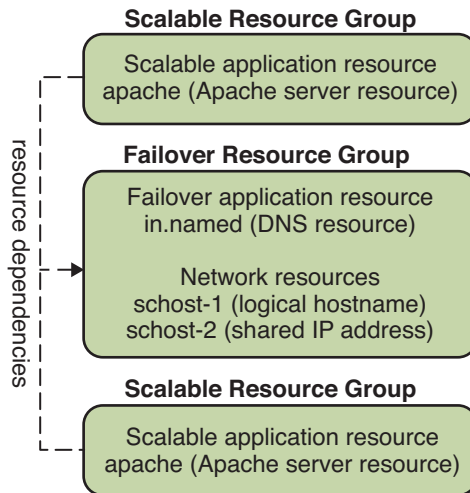 Scalable Resource Group
Scalable application resource
apache (Apache server resource)
Failover Resource Group
Failover application resource
in.named (DNS resource)
Network resources
schost-1 (logical hostname)
schost-2 (shared IP address)
Scalable Resource Group
Scalable application resource
apache (Apache server resource)
resource dependencies